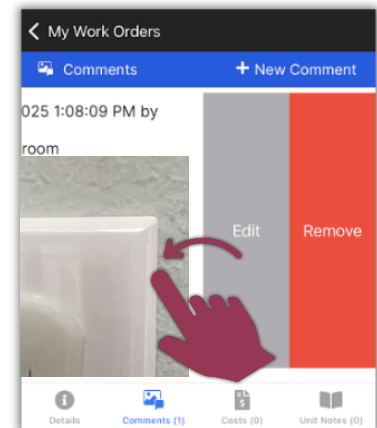 My Work Orders
Comments + New Comment
025 1:08:09 PM by
room
Edit Remove
Details Comments (1) Costs (0) Unit Notes (0)